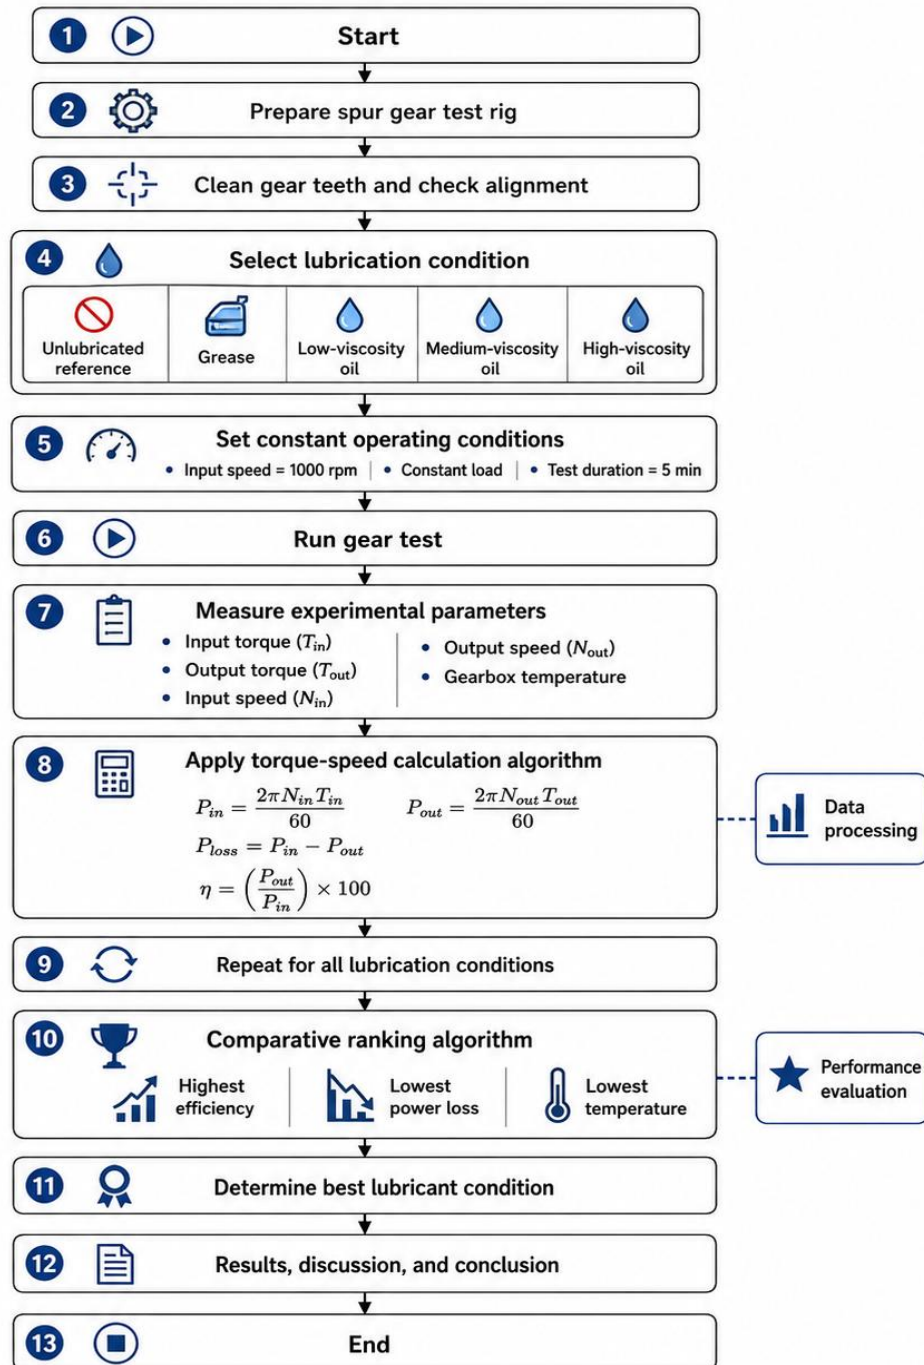 1 Start
2 Prepare spur gear test rig
3 Clean gear teeth and check alignment
4 Select lubrication condition
Unlubricated
reference
Grease
Low-viscosity
oil
Medium-viscosity
oil
High-viscosity
oil
5 Set constant operating conditions
• Input speed = 1000 rpm | • Constant load | • Test duration = 5 min
6 Run gear test
7 Measure experimental parameters
• Input torque (T_in)
• Output torque (T_out)
• Input speed (N_in)
• Output speed (N_out)
• Gearbox temperature
8 Apply torque-speed calculation algorithm
P_in = 2πN_in T_in / 60
P_out = 2πN_out T_out / 60
P_loss = P_in − P_out
η = (P_out / P_in) × 100
Data
processing
9 Repeat for all lubrication conditions
10 Comparative ranking algorithm
Highest
efficiency
Lowest
power loss
Lowest
temperature
Performance
evaluation
11 Determine best lubricant condition
12 Results, discussion, and conclusion
13 End